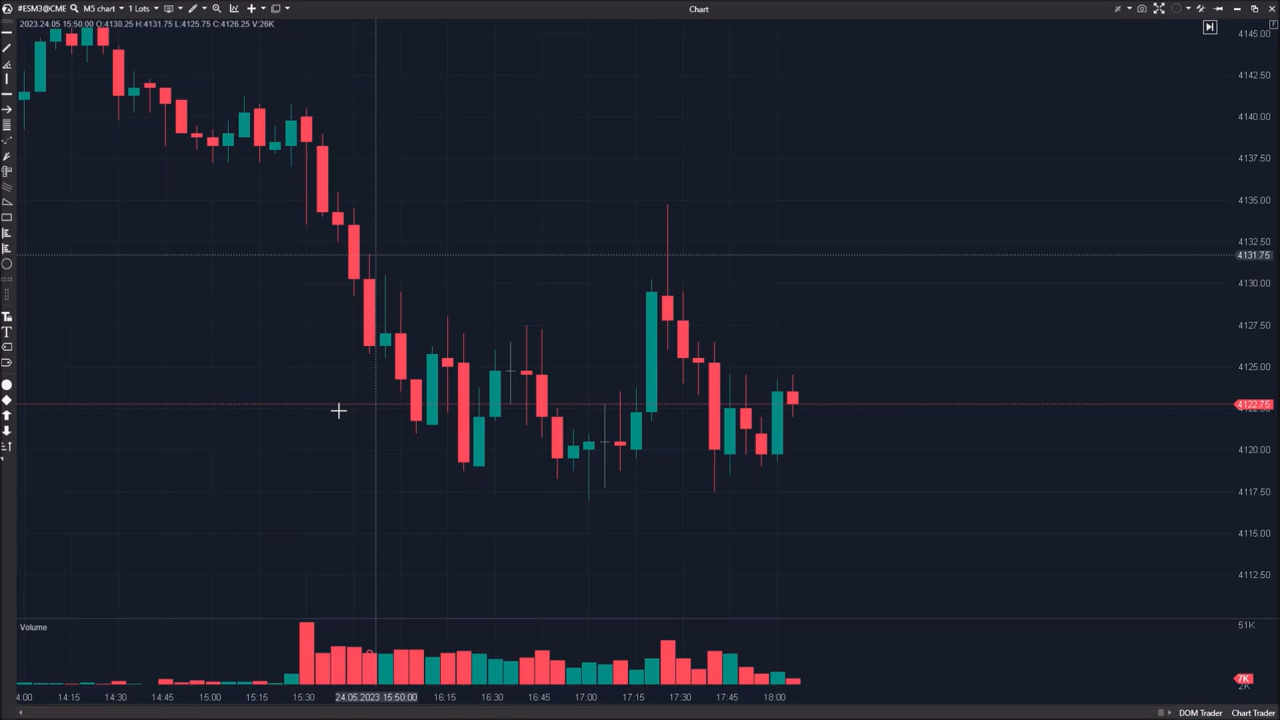 #ESM3@CME M5 chart 1 Lots Chart
2023.24.05 15:50:00 O:4130.25 H:4131.75 L:4125.75 C:4126.25 V:26K
4145.00
4142.50
4140.00
4137.50
4135.00
4132.50
4131.75
4130.00
4127.50
4125.00
4122.75
4120.00
4117.50
4115.00
4112.50
Volume
51K
7K
2K
14:15 14:30 14:45 15:00 15:15 15:30 24.05.2023 15:50:00 16:15 16:30 16:45 17:00 17:15 17:30 17:45 18:00
DOM Trader Chart Trader